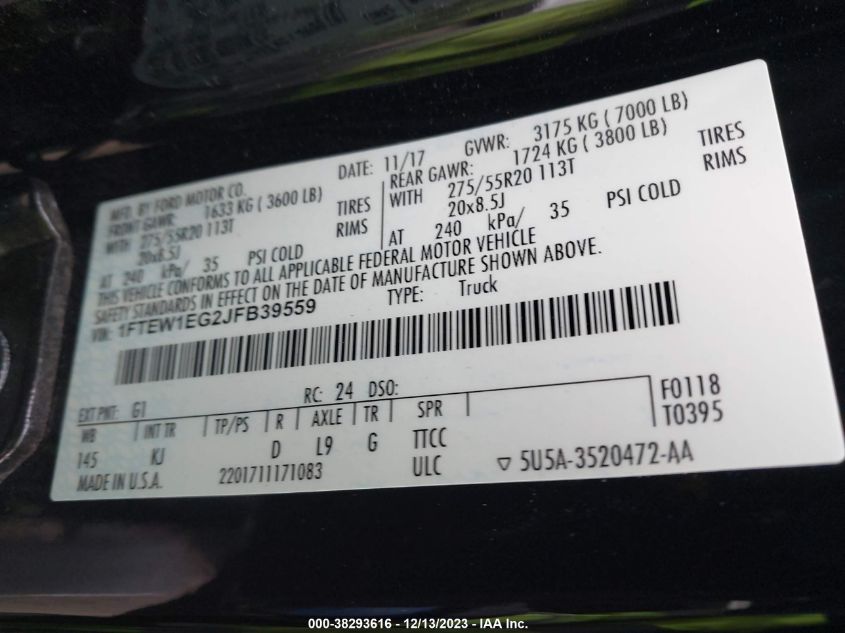 MFD. BY FORD MOTOR CO.
DATE: 11/17 GVWR: 3175 KG ( 7000 LB)
FRONT GAWR: 1633 KG ( 3600 LB) REAR GAWR: 1724 KG ( 3800 LB)
WITH 275/55R20 113T TIRES WITH 275/55R20 113T TIRES
20x8.5J RIMS 20x8.5J RIMS
AT 240 kPa/ 35 PSI COLD AT 240 kPa/ 35 PSI COLD
THIS VEHICLE CONFORMS TO ALL APPLICABLE FEDERAL MOTOR VEHICLE
SAFETY STANDARDS IN EFFECT ON THE DATE OF MANUFACTURE SHOWN ABOVE.
VIN: 1FTEW1EG2JFB39559 TYPE: Truck
EXT PNT: G1 RC: 24 DSO: F0118
WB INT TR TP/PS R AXLE TR SPR T0395
145 KJ D L9 G TTCC
MADE IN U.S.A. 2201711171083 ULC ▽ 5U5A-3520472-AA
000-38293616 - 12/13/2023 - IAA Inc.